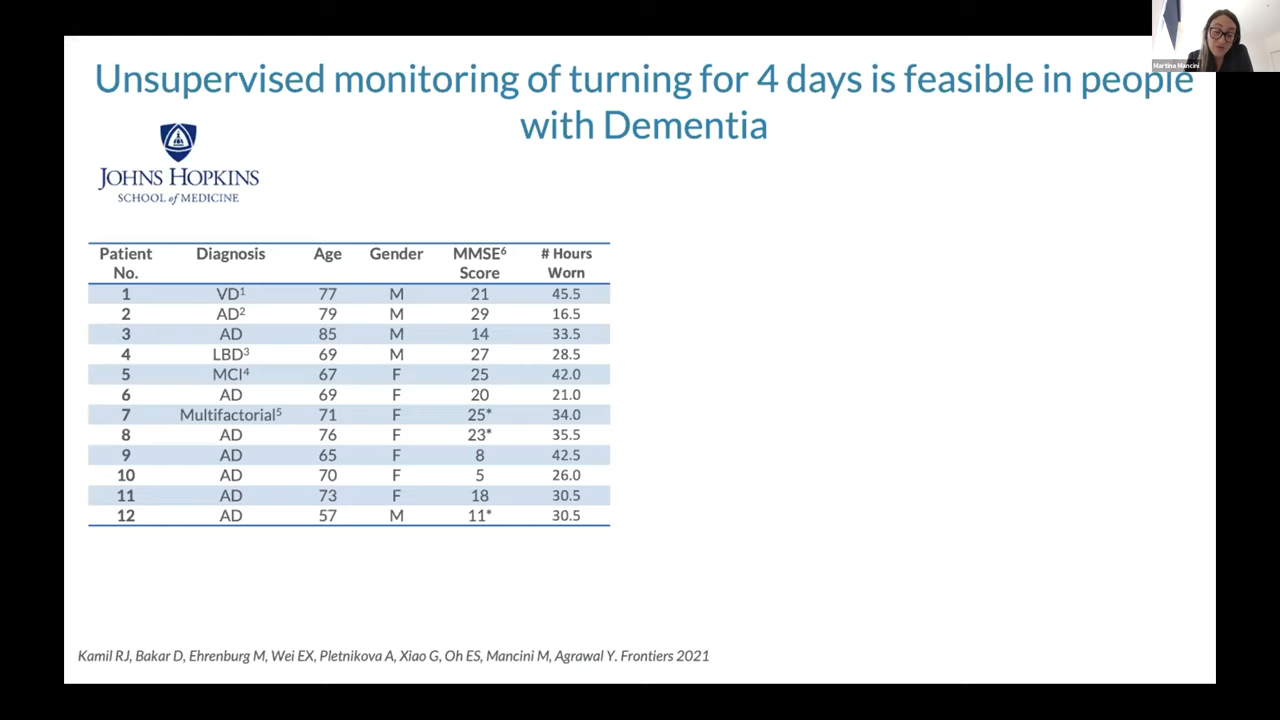 Martina Mancini
Unsupervised monitoring of turning for 4 days is feasible in people
with Dementia
JOHNS HOPKINS
SCHOOL of MEDICINE
Patient No. Diagnosis Age Gender MMSE⁶ Score # Hours Worn
1 VD¹ 77 M 21 45.5
2 AD² 79 M 29 16.5
3 AD 85 M 14 33.5
4 LBD³ 69 M 27 28.5
5 MCI⁴ 67 F 25 42.0
6 AD 69 F 20 21.0
7 Multifactorial⁵ 71 F 25* 34.0
8 AD 76 F 23* 35.5
9 AD 65 F 8 42.5
10 AD 70 F 5 26.0
11 AD 73 F 18 30.5
12 AD 57 M 11* 30.5
Kamil RJ, Bakar D, Ehrenburg M, Wei EX, Pletnikova A, Xiao G, Oh ES, Mancini M, Agrawal Y. Frontiers 2021